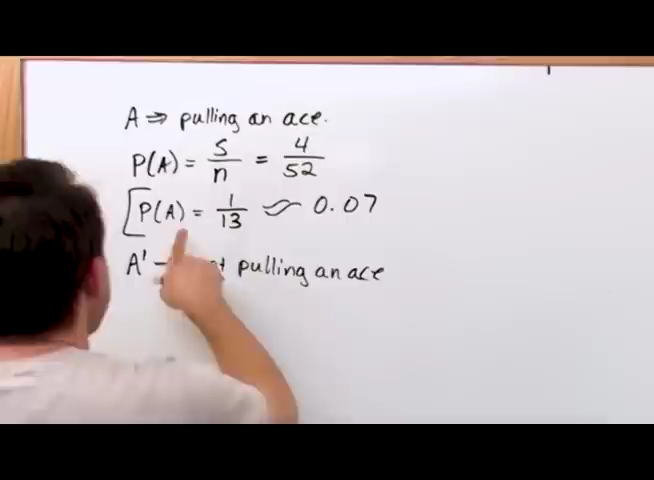 A ⇒ pulling an ace.
P(A) = S/n = 4/52
P(A) = 1/13 ≈ 0.07
A' pulling an ace